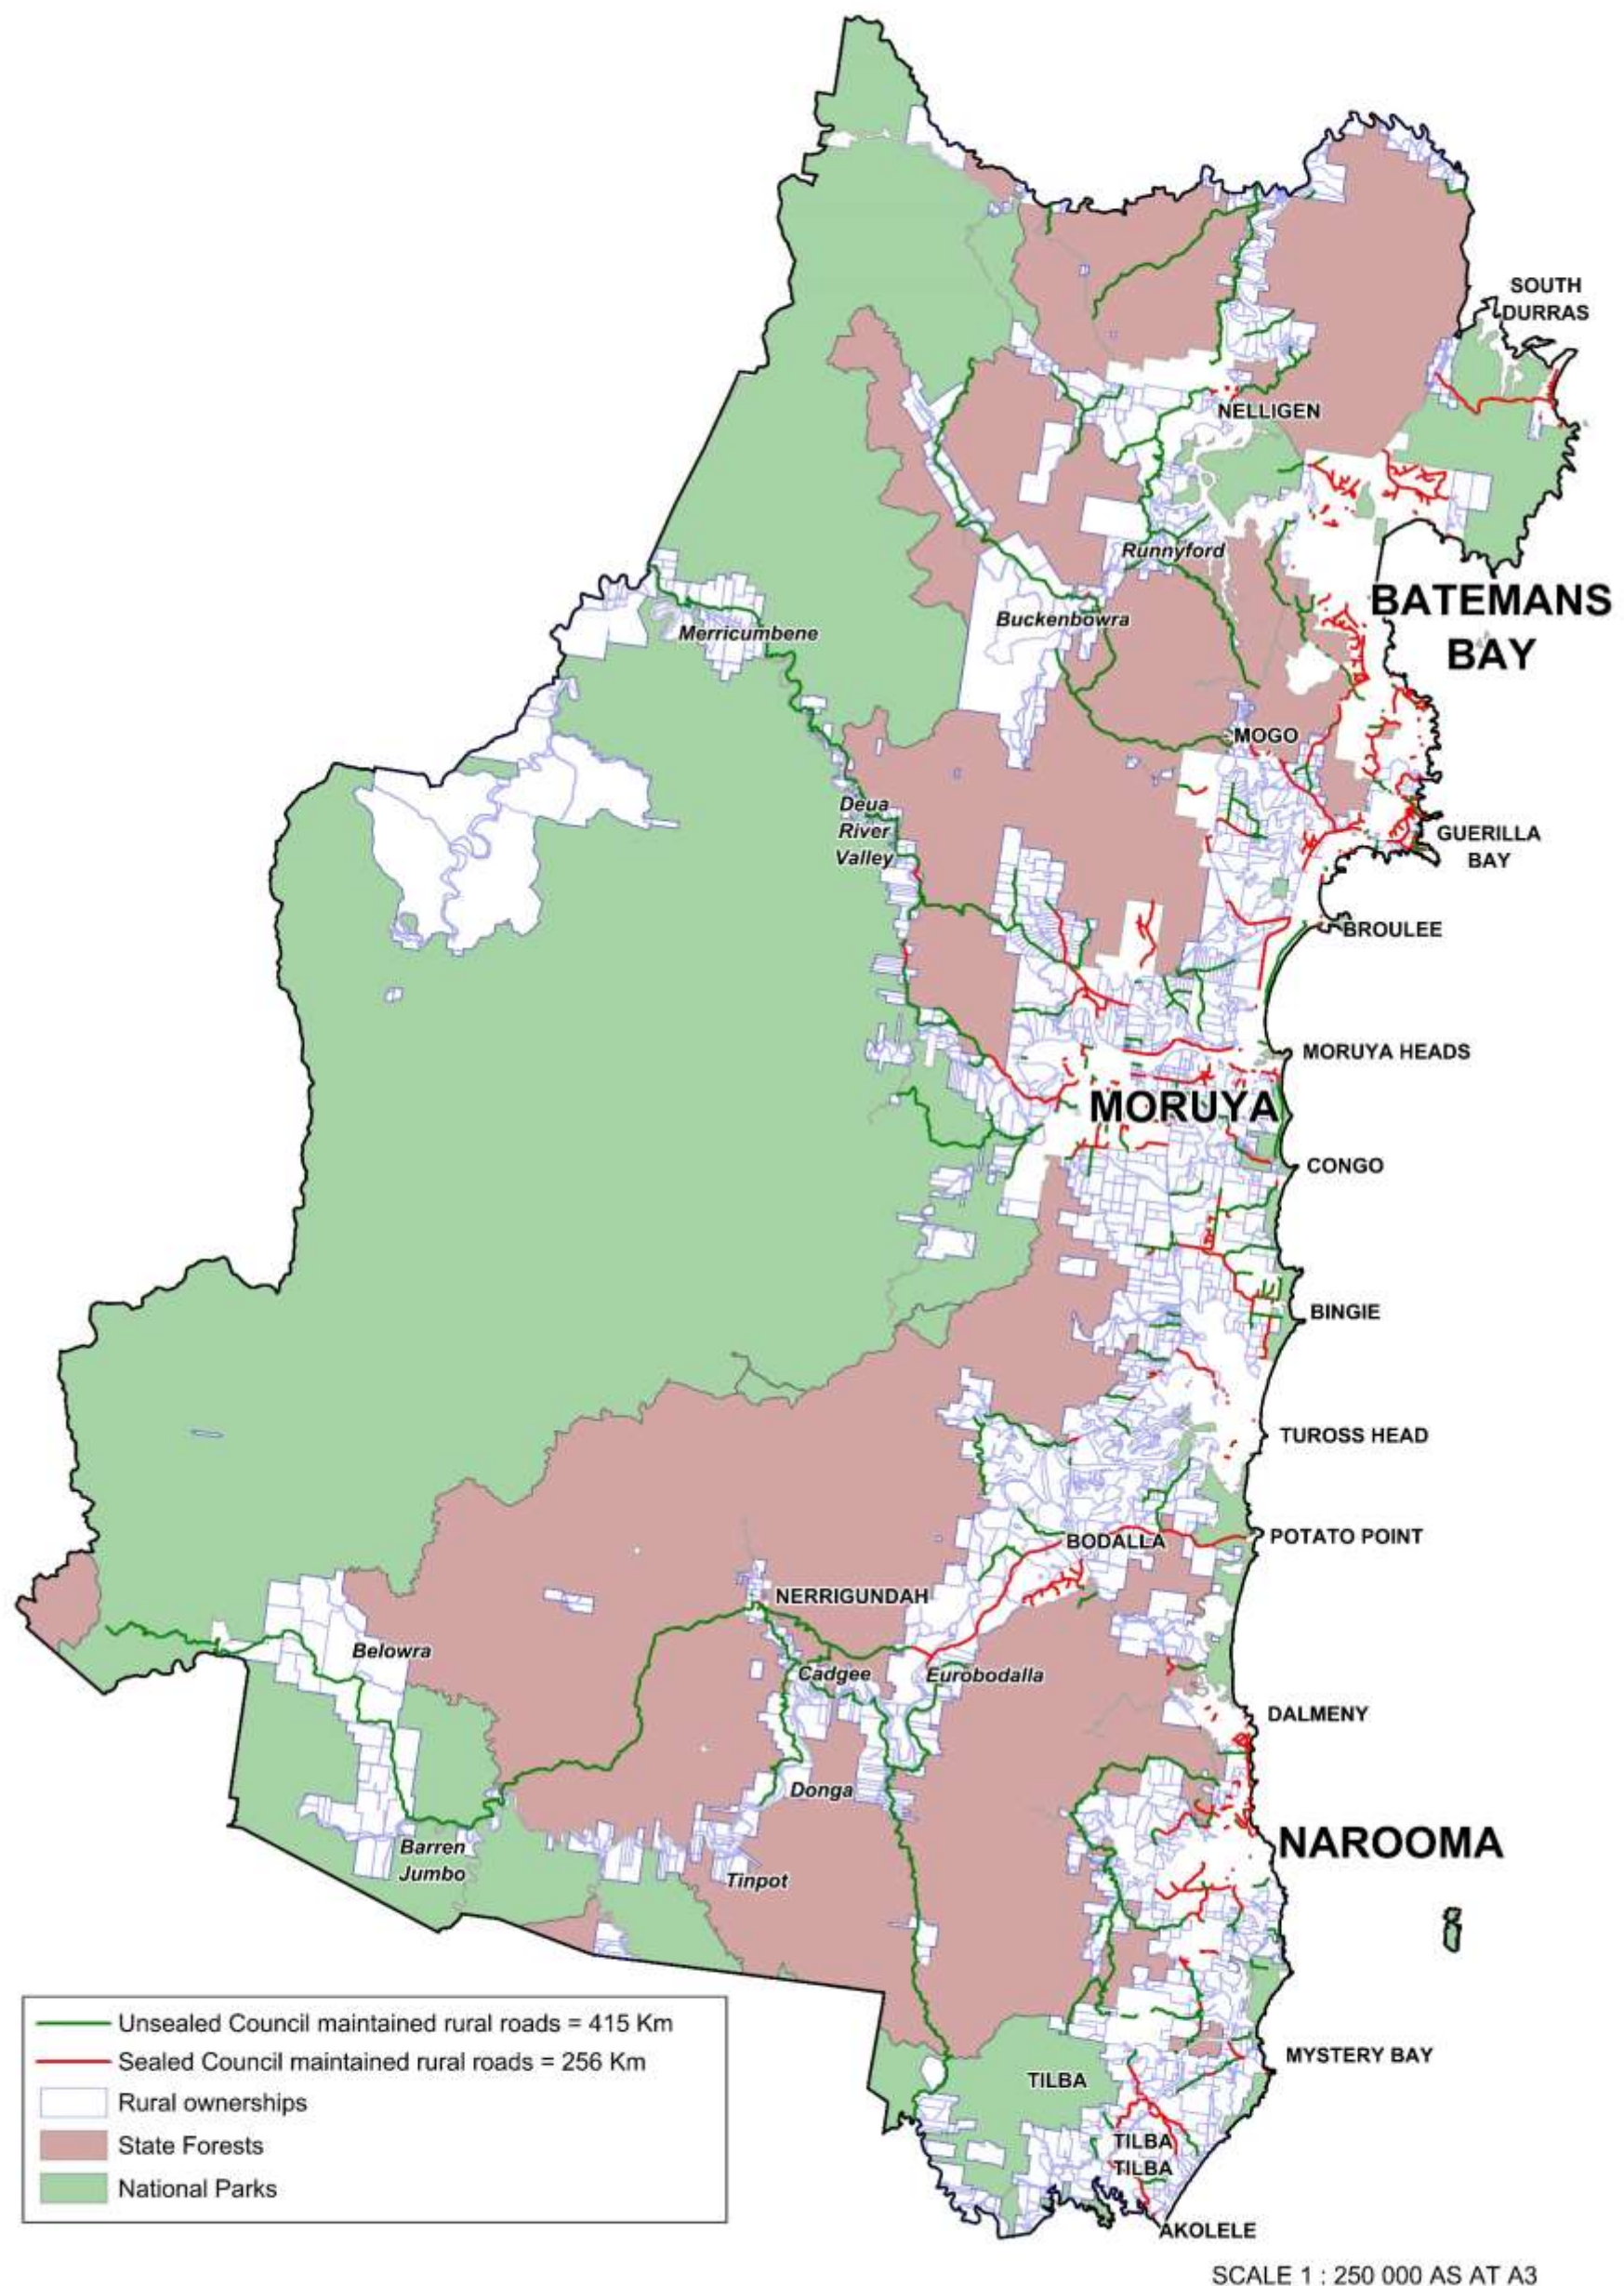 SOUTH
DURRAS
NELLIGEN
Runnyford
BATEMANS
BAY
Buckenbowra
Merricumbene
MOGO
Deua
River
Valley
GUERILLA
BAY
BROULEE
MORUYA HEADS
MORUYA
CONGO
BINGIE
TUROSS HEAD
POTATO POINT
BODALLA
NERRIGUNDAH
Belowra
Cadgee
Eurobodalla
DALMENY
Donga
NAROOMA
Barren
Jumbo
Tinpot
Unsealed Council maintained rural roads = 415 Km
Sealed Council maintained rural roads = 256 Km
Rural ownerships
State Forests
National Parks
MYSTERY BAY
TILBA
TILBA
TILBA
AKOLELE
SCALE 1 : 250 000 AS AT A3